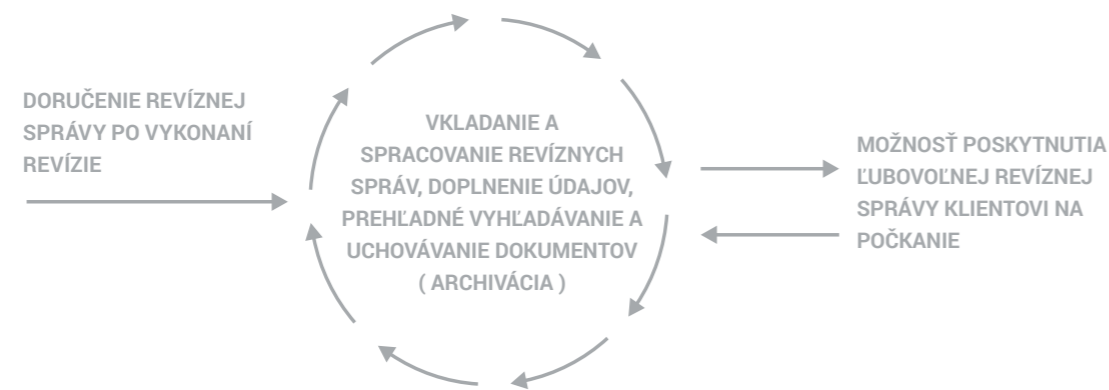 DORUČENIE REVÍZNEJ
SPRÁVY PO VYKONANÍ
REVÍZIE
VKLADANIE A
SPRACOVANIE REVÍZNYCH
SPRÁV, DOPLNENIE ÚDAJOV,
PREHĽADNÉ VYHĽADÁVANIE A
UCHOVÁVANIE DOKUMENTOV
( ARCHIVÁCIA )
MOŽNOSŤ POSKYTNUTIA
ĽUBOVOĽNEJ REVÍZNEJ
SPRÁVY KLIENTOVI NA
POČKANIE